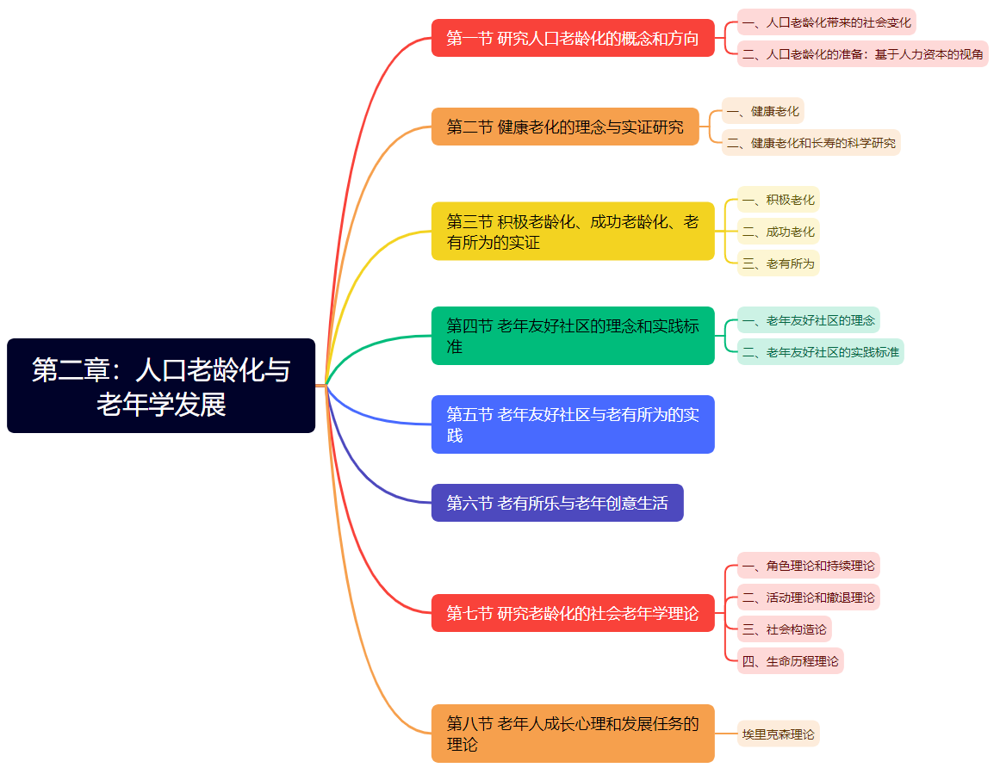 第二章：人口老龄化与
老年学发展
第一节 研究人口老龄化的概念和方向
一、人口老龄化带来的社会变化
二、人口老龄化的准备：基于人力资本的视角
第二节 健康老化的理念与实证研究
一、健康老化
二、健康老化和长寿的科学研究
第三节 积极老龄化、成功老龄化、老
有所为的实证
一、积极老化
二、成功老化
三、老有所为
第四节 老年友好社区的理念和实践标
准
一、老年友好社区的理念
二、老年友好社区的实践标准
第五节 老年友好社区与老有所为的实
践
第六节 老有所乐与老年创意生活
第七节 研究老龄化的社会老年学理论
一、角色理论和持续理论
二、活动理论和撤退理论
三、社会构造论
四、生命历程理论
第八节 老年人成长心理和发展任务的
理论
埃里克森理论